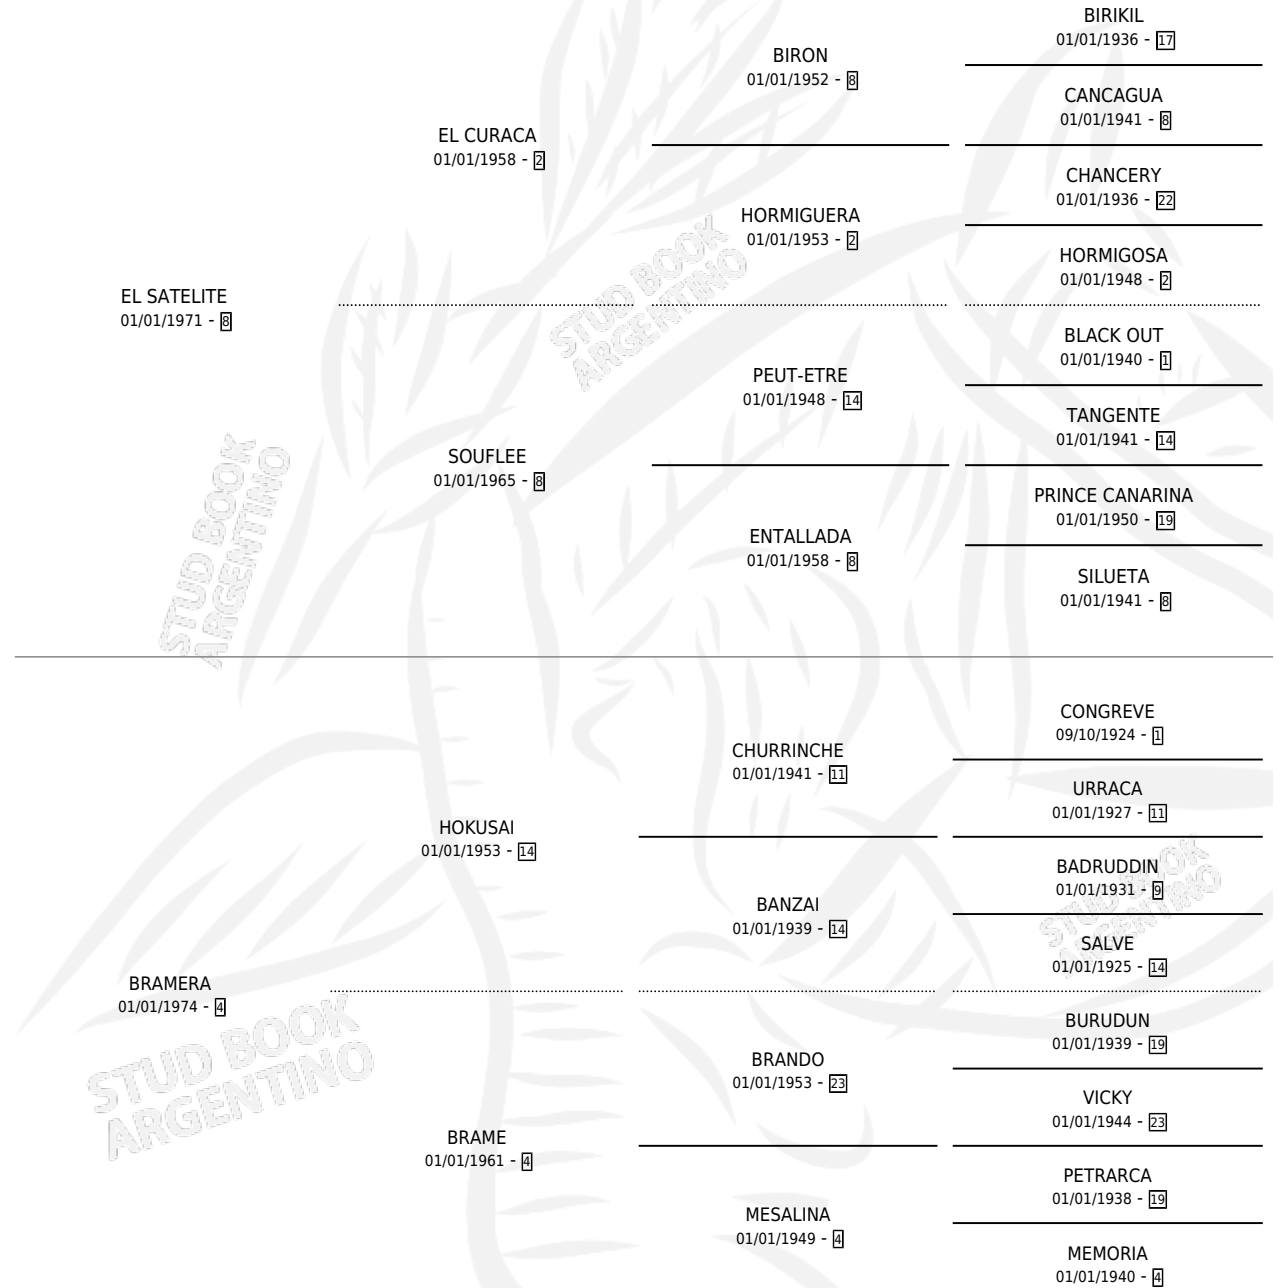 BIRIKIL
01/01/1936 - 17
BIRON
01/01/1952 - 8
CANCAGUA
01/01/1941 - 8
EL CURACA
01/01/1958 - 2
CHANCERY
01/01/1936 - 22
HORMIGUERA
01/01/1953 - 2
HORMIGOSA
01/01/1948 - 2
EL SATELITE
01/01/1971 - 8
BLACK OUT
01/01/1940 - 1
PEUT-ETRE
01/01/1948 - 14
TANGENTE
01/01/1941 - 14
SOUFLEE
01/01/1965 - 8
PRINCE CANARINA
01/01/1950 - 19
ENTALLADA
01/01/1958 - 8
SILUETA
01/01/1941 - 8
CONGREVE
09/10/1924 - 1
CHURRINCHE
01/01/1941 - 11
URRACA
01/01/1927 - 11
HOKUSAI
01/01/1953 - 14
BADRUDDIN
01/01/1931 - 9
BANZAI
01/01/1939 - 14
SALVE
01/01/1925 - 14
BRAMERA
01/01/1974 - 4
BURUDUN
01/01/1939 - 19
BRANDO
01/01/1953 - 23
VICKY
01/01/1944 - 23
BRAME
01/01/1961 - 4
PETRARCA
01/01/1938 - 19
MESALINA
01/01/1949 - 4
MEMORIA
01/01/1940 - 4
STUD BOOK
ARGENTINO
STUD BOOK
ARGENTINO
STUD BOOK
ARGENTINO
STUD BOOK
ARGENTINO